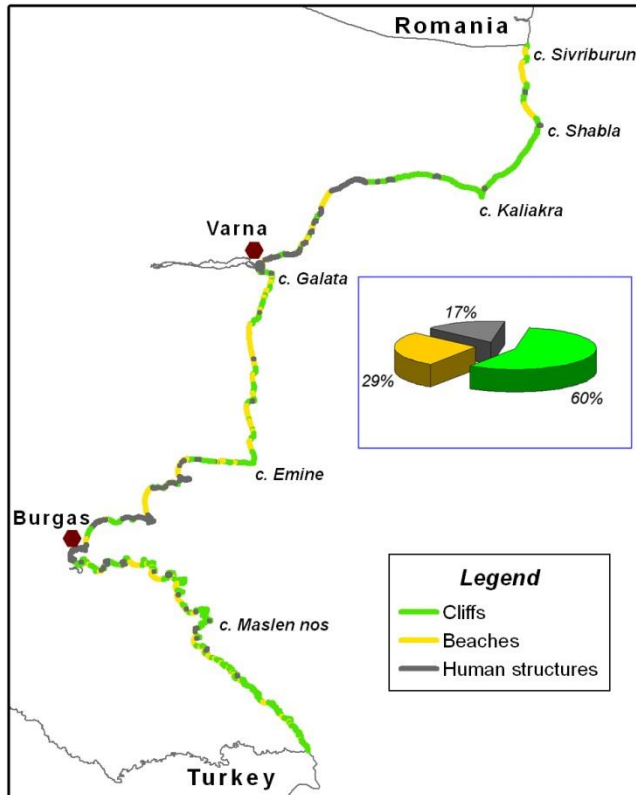 Romania
c. Sivriburun
c. Shabla
c. Kaliakra
Varna
c. Galata
17%
29%
60%
c. Emine
Burgas
Legend
Cliffs
Beaches
Human structures
c. Maslen nos
Turkey